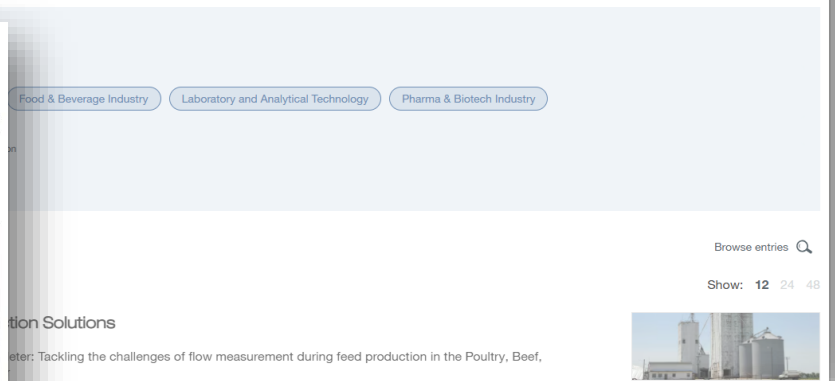 Food & Beverage Industry Laboratory and Analytical Technology Pharma & Biotech Industry
on
Browse entries
Show: 12 24 48
tion Solutions
eter: Tackling the challenges of flow measurement during feed production in the Poultry, Beef,